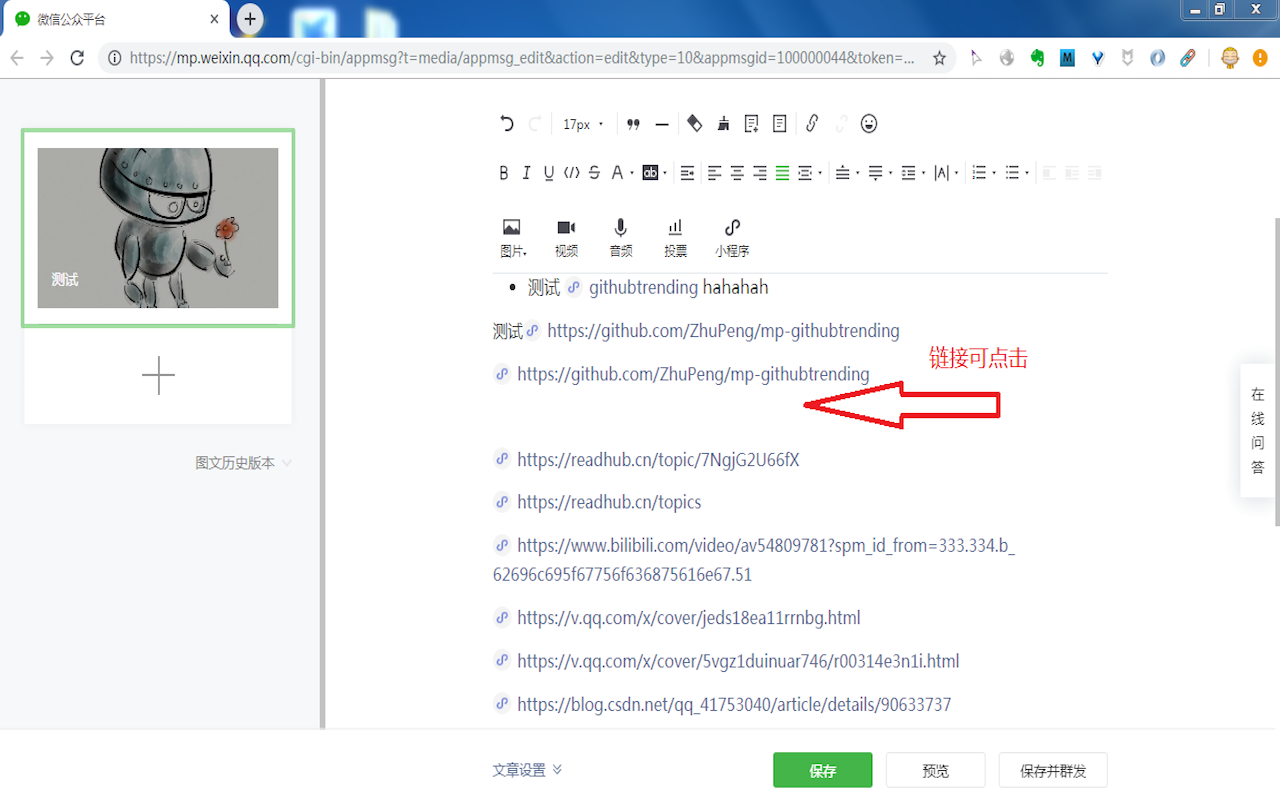 微信公众平台
https://mp.weixin.qq.com/cgi-bin/appmsg?t=media/appmsg_edit&action=edit&type=10&appmsgid=100000044&token=...
17px
B I U S A ab |A|
图片 视频 音频 投票 小程序
测试
图文历史版本
测试 githubtrending hahahah
测试 https://github.com/ZhuPeng/mp-githubtrending
链接可点击
https://github.com/ZhuPeng/mp-githubtrending
https://readhub.cn/topic/7NgjG2U66fX
https://readhub.cn/topics
https://www.bilibili.com/video/av54809781?spm_id_from=333.334.b_
62696c695f67756f636875616e67.51
https://v.qq.com/x/cover/jeds18ea11rrnbg.html
https://v.qq.com/x/cover/5vgz1duinuar746/r00314e3n1i.html
https://blog.csdn.net/qq_41753040/article/details/90633737
在
线
问
答
文章设置 保存 预览 保存并群发